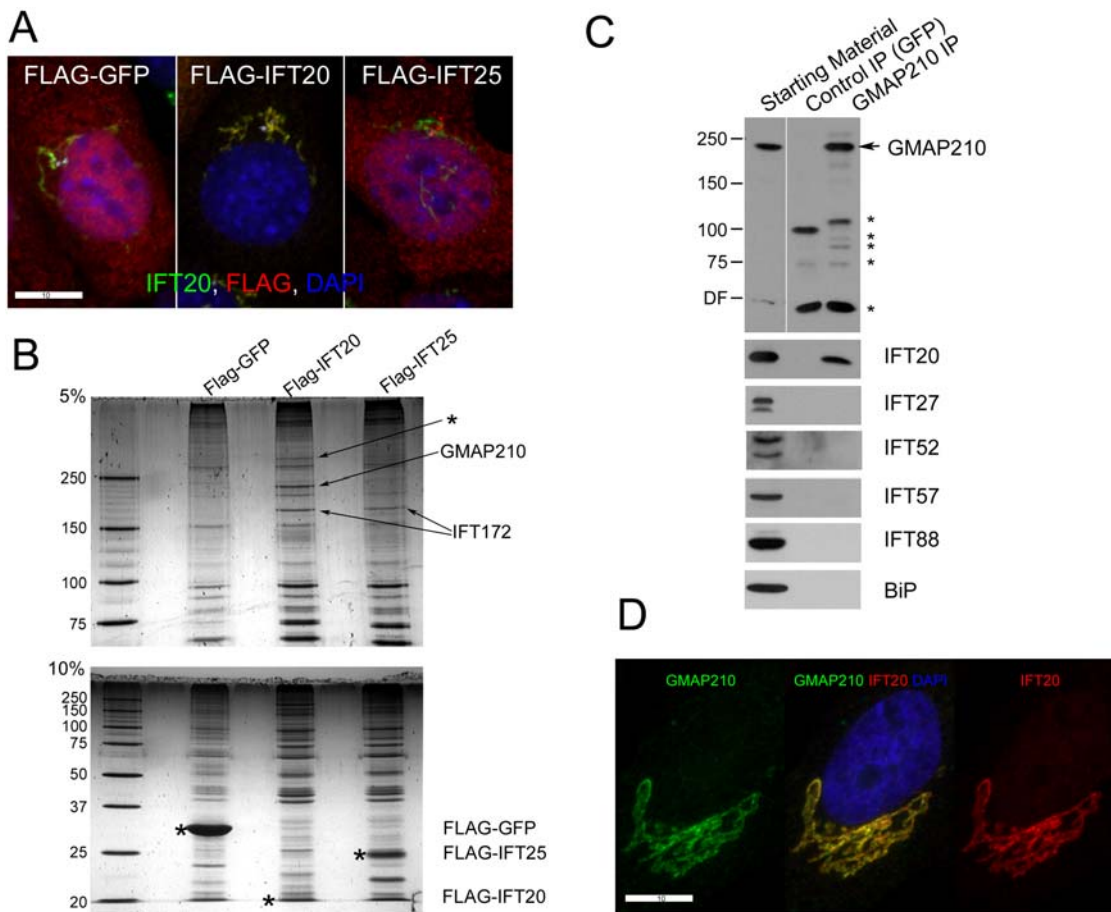 A
FLAG-GFP
FLAG-IFT20
FLAG-IFT25
IFT20, FLAG, DAPI
10
B
Flag-GFP
Flag-IFT20
Flag-IFT25
5%
*
GMAP210
250
IFT172
150
100
75
10%
250
150
100
75
50
37
* FLAG-GFP
25 * FLAG-IFT25
20 * FLAG-IFT20
C
Starting Material
Control IP (GFP)
GMAP210 IP
250
GMAP210
150
100
*
*
*
75
*
DF
*
IFT20
IFT27
IFT52
IFT57
IFT88
BiP
D
GMAP210
GMAP210 IFT20 DAPI
IFT20
10